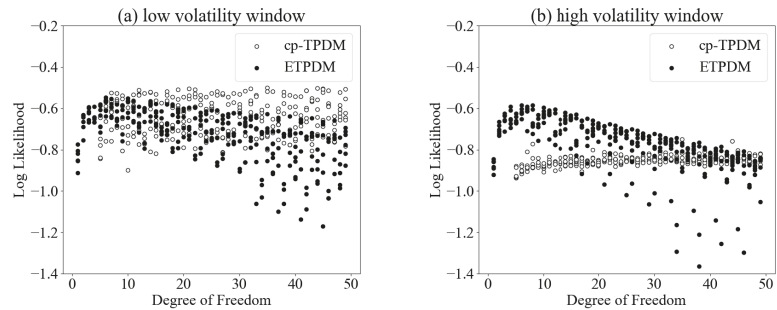 (a) low volatility window
−0.2
−0.4
−0.6
−0.8
−1.0
−1.2
−1.4
Log Likelihood
cp-TPDM
ETPDM
0 10 20 30 40 50
Degree of Freedom
(b) high volatility window
−0.2
−0.4
−0.6
−0.8
−1.0
−1.2
−1.4
Log Likelihood
cp-TPDM
ETPDM
0 10 20 30 40 50
Degree of Freedom